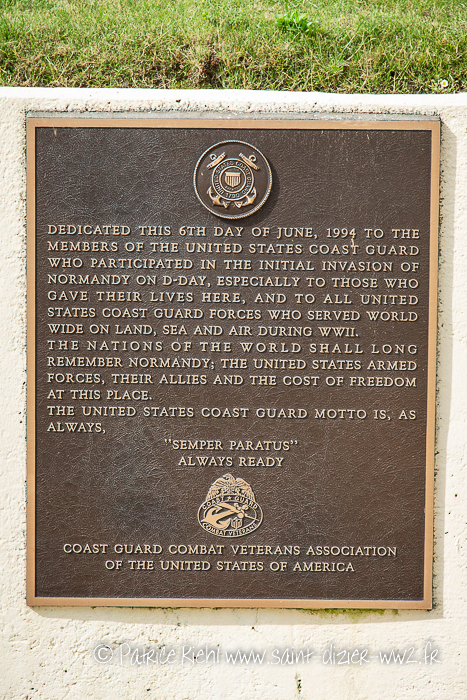 DEDICATED THIS 6TH DAY OF JUNE, 1994 TO THE
MEMBERS OF THE UNITED STATES COAST GUARD
WHO PARTICIPATED IN THE INITIAL INVASION OF
NORMANDY ON D-DAY, ESPECIALLY TO THOSE WHO
GAVE THEIR LIVES HERE, AND TO ALL UNITED
STATES COAST GUARD FORCES WHO SERVED WORLD
WIDE ON LAND, SEA AND AIR DURING WWII.
THE NATIONS OF THE WORLD SHALL LONG
REMEMBER NORMANDY; THE UNITED STATES ARMED
FORCES, THEIR ALLIES AND THE COST OF FREEDOM
AT THIS PLACE.
THE UNITED STATES COAST GUARD MOTTO IS, AS
ALWAYS,
"SEMPER PARATUS"
ALWAYS READY
COAST GUARD
COMBAT VETERANS
COAST GUARD COMBAT VETERANS ASSOCIATION
OF THE UNITED STATES OF AMERICA
© Patrice Kiehl www.saint-dizier-ww2.fr